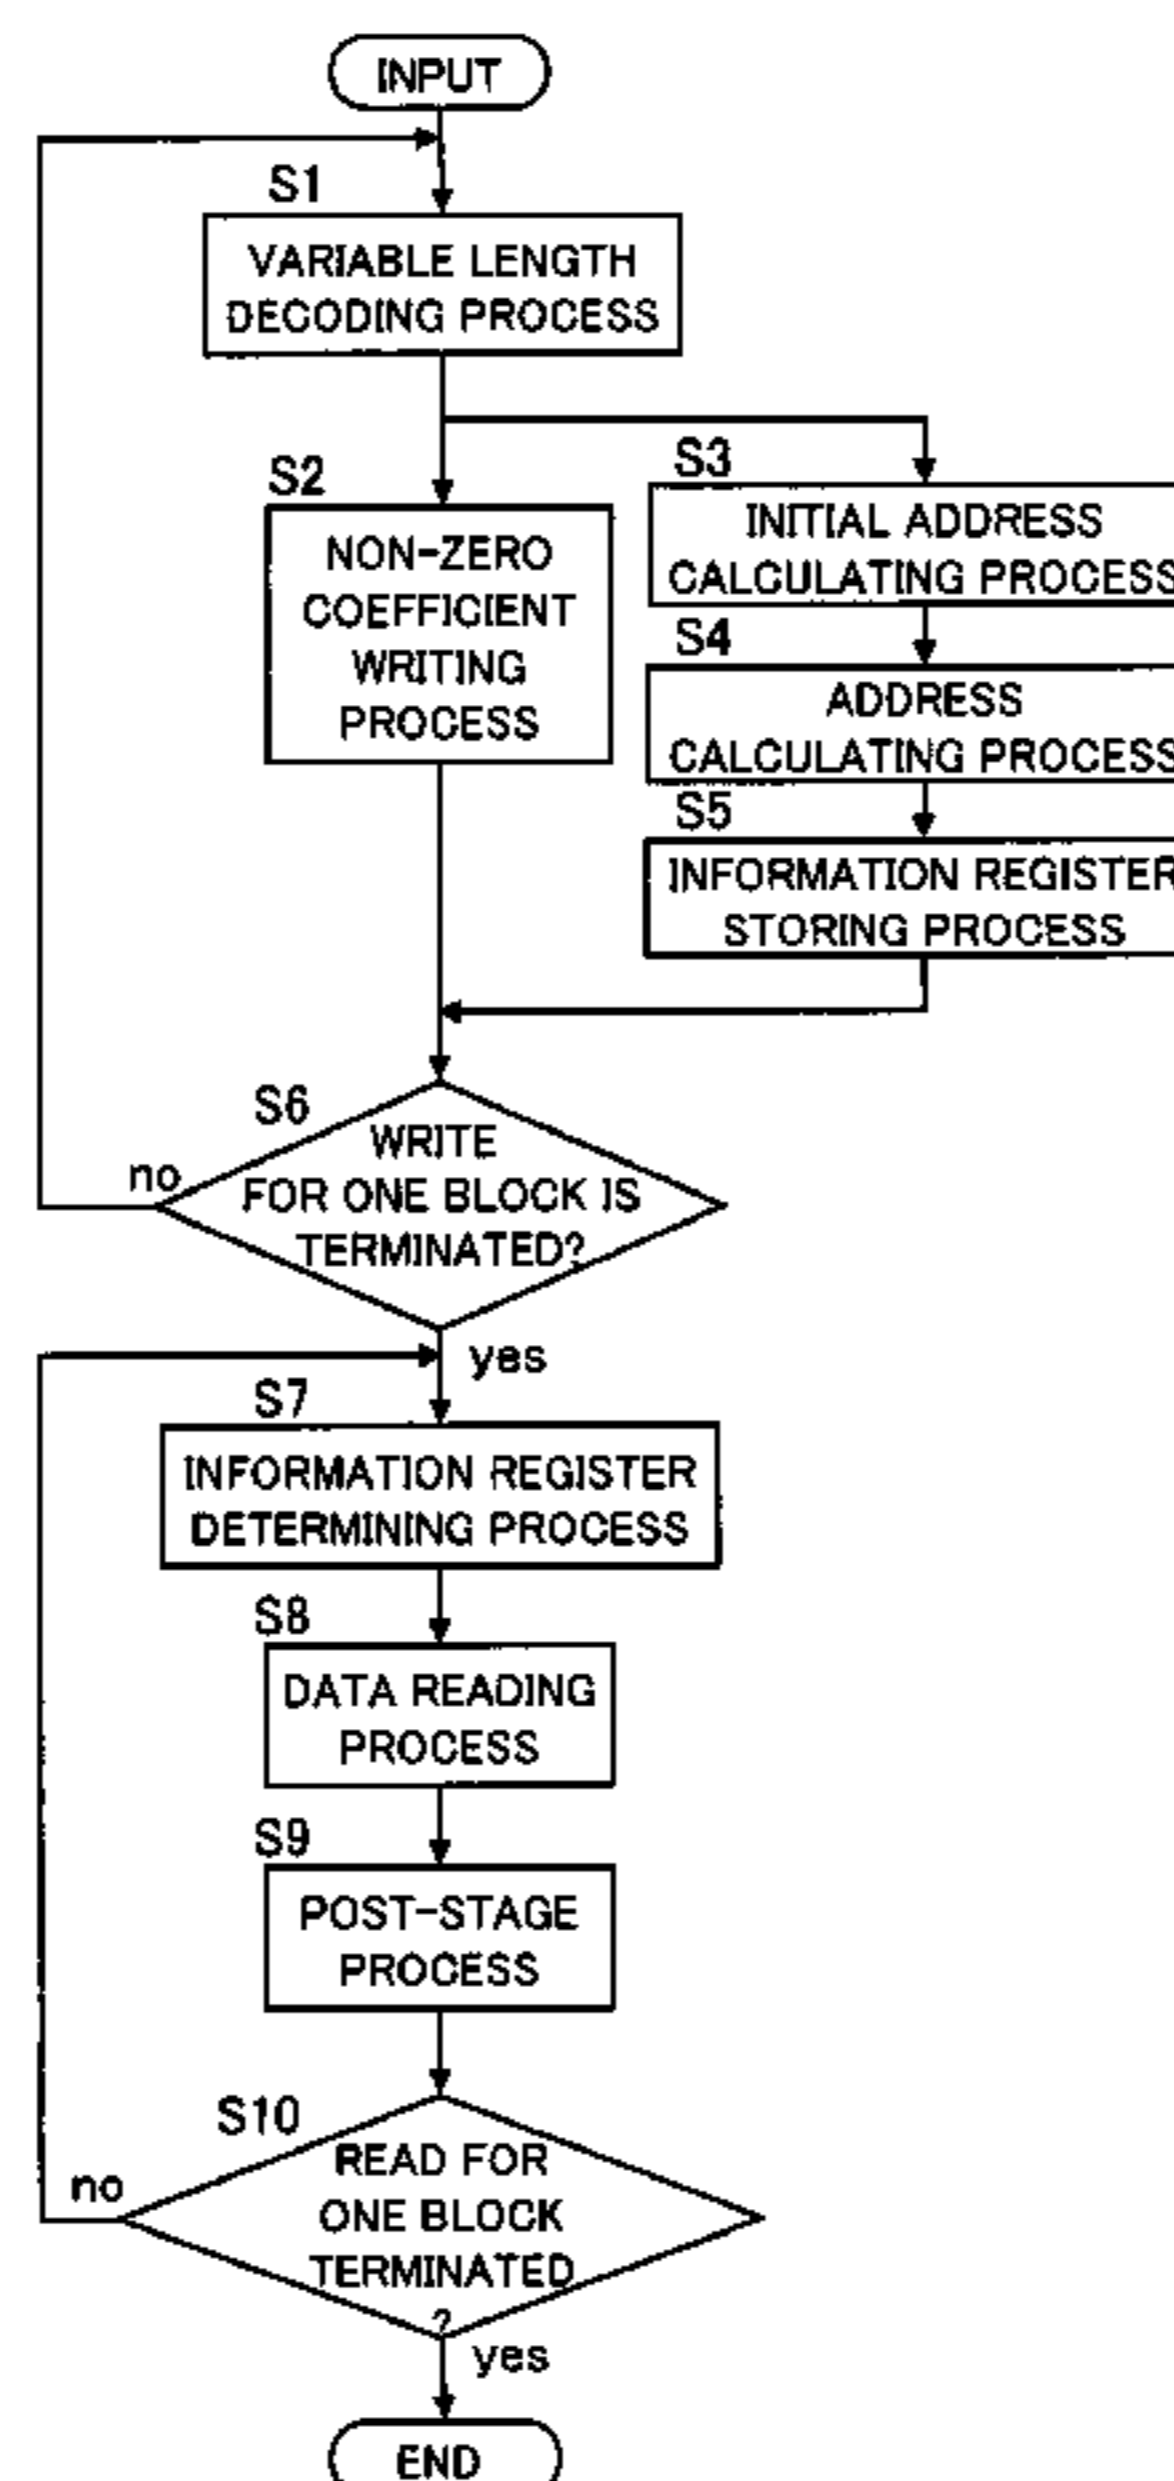 INPUT
S1
VARIABLE LENGTH
DECODING PROCESS
S2
NON-ZERO
COEFFICIENT
WRITING
PROCESS
S3
INITIAL ADDRESS
CALCULATING PROCESS
S4
ADDRESS
CALCULATING PROCESS
S5
INFORMATION REGISTER
STORING PROCESS
S6
WRITE
FOR ONE BLOCK IS
TERMINATED?
no
yes
S7
INFORMATION REGISTER
DETERMINING PROCESS
S8
DATA READING
PROCESS
S9
POST-STAGE
PROCESS
S10
READ FOR
ONE BLOCK
TERMINATED
?
no
yes
END